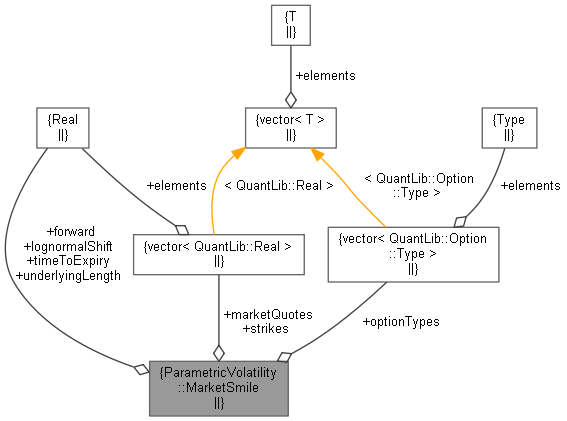 {T
||}
+elements
{Real
||}
{vector< T >
||}
{Type
||}
+elements
< QuantLib::Real >
< QuantLib::Option
::Type >
+elements
+forward
+lognormalShift
+timeToExpiry
+underlyingLength
{vector< QuantLib::Real >
||}
{vector< QuantLib::Option
::Type >
||}
+marketQuotes
+strikes
+optionTypes
{ParametricVolatility
::MarketSmile
||}